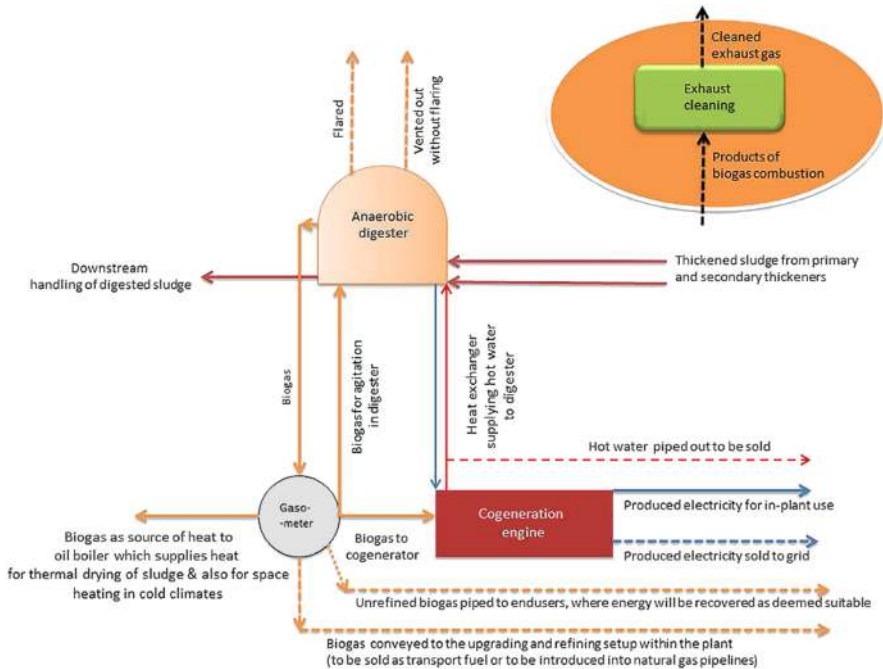 Cleaned
exhaust gas
Exhaust
cleaning
Products of
biogas combustion
Flared
Vented out
without flaring
Anaerobic
digester
Downstream
handling of digested sludge
Thickened sludge from primary
and secondary thickeners
Biogas
Biogas for agitation
in digester
Heat exchanger
supplying hot water
to digester
Hot water piped out to be sold
Gaso-
-meter
Biogas to
cogenerator
Cogeneration
engine
Produced electricity for in-plant use
Produced electricity sold to grid
Biogas as source of heat to
oil boiler which supplies heat
for thermal drying of sludge & also for space
heating in cold climates
Unrefined biogas piped to endusers, where energy will be recovered as deemed suitable
Biogas conveyed to the upgrading and refining setup within the plant
(to be sold as transport fuel or to be introduced into natural gas pipelines)